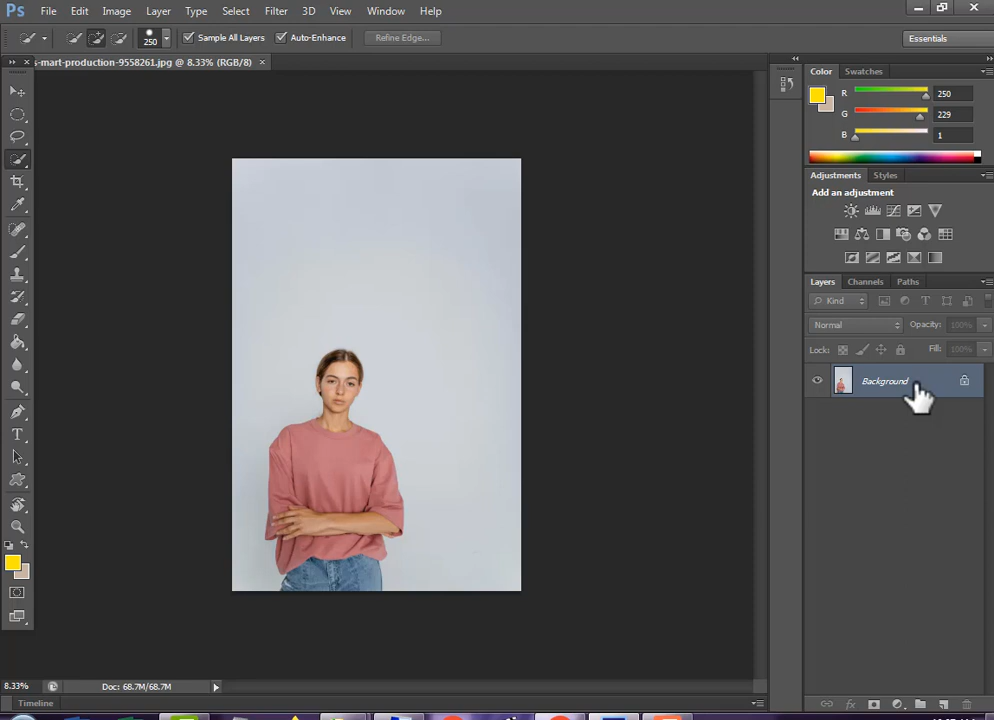 Ps File Edit Image Layer Type Select Filter 3D View Window Help
250 Sample All Layers Auto-Enhance Refine Edge... Essentials
s-mart-production-9558261.jpg @ 8.33% (RGB/8)
Color Swatches
R 250
G 229
B 1
Adjustments Styles
Add an adjustment
Layers Channels Paths
Kind
Normal Opacity: 100%
Lock: Fill: 100%
Background
8.33% Doc: 68.7M/68.7M
Timeline